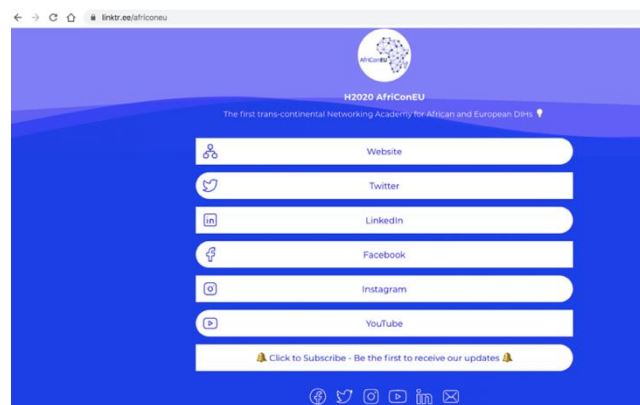 linktr.ee/africoneu
AfriConEU
H2020 AfriConEU
The first trans-continental Networking Academy for African and European DIHs
Website
Twitter
LinkedIn
Facebook
Instagram
YouTube
Click to Subscribe - Be the first to receive our updates